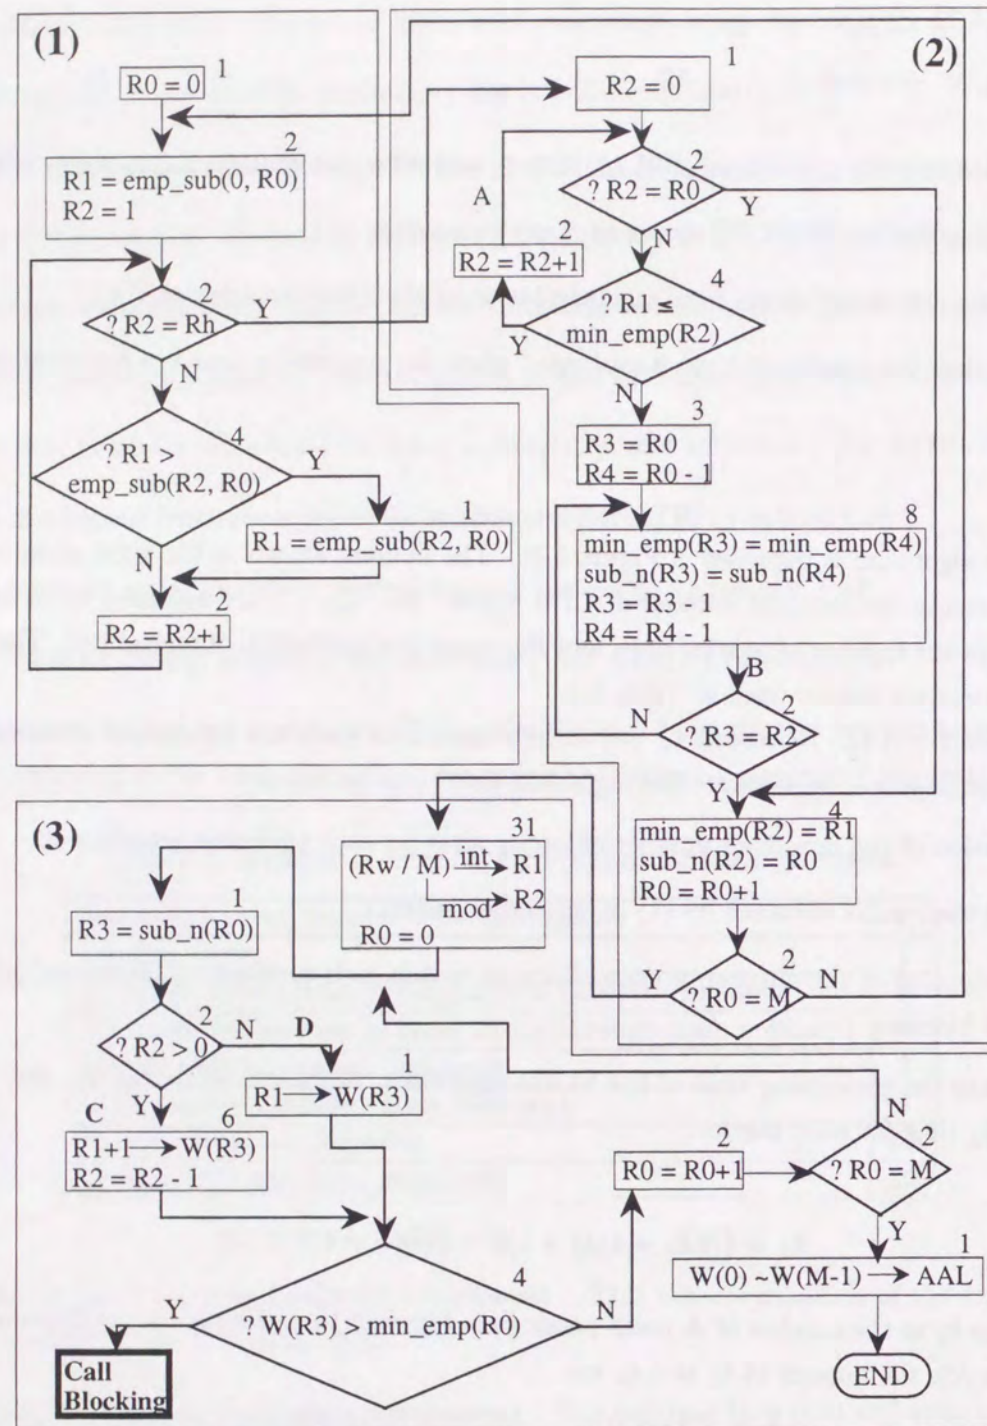 (1)
1
R0 = 0
2
R1 = emp_sub(0, R0)
R2 = 1
2
? R2 = Rh
Y
N
4
? R1 >
emp_sub(R2, R0)
Y
1
R1 = emp_sub(R2, R0)
N
2
R2 = R2+1
(2)
1
R2 = 0
2
? R2 = R0
Y
A
N
2
R2 = R2+1
4
? R1 ≥
min_emp(R2)
Y
N
3
R3 = R0
R4 = R0 - 1
8
min_emp(R3) = min_emp(R4)
sub_n(R3) = sub_n(R4)
R3 = R3 - 1
R4 = R4 - 1
B
2
? R3 = R2
N
Y
4
min_emp(R2) = R1
sub_n(R2) = R0
R0 = R0+1
2
? R0 = M
Y
N
(3)
31
(Rw / M) int R1
mod R2
R0 = 0
1
R3 = sub_n(R0)
2
? R2 > 0
N
D
1
R1 → W(R3)
Y
C
6
R1+1 → W(R3)
R2 = R2 - 1
4
? W(R3) > min_emp(R0)
Y
N
Call
Blocking
2
R0 = R0+1
2
? R0 = M
N
Y
1
W(0) ~W(M-1) → AAL
END